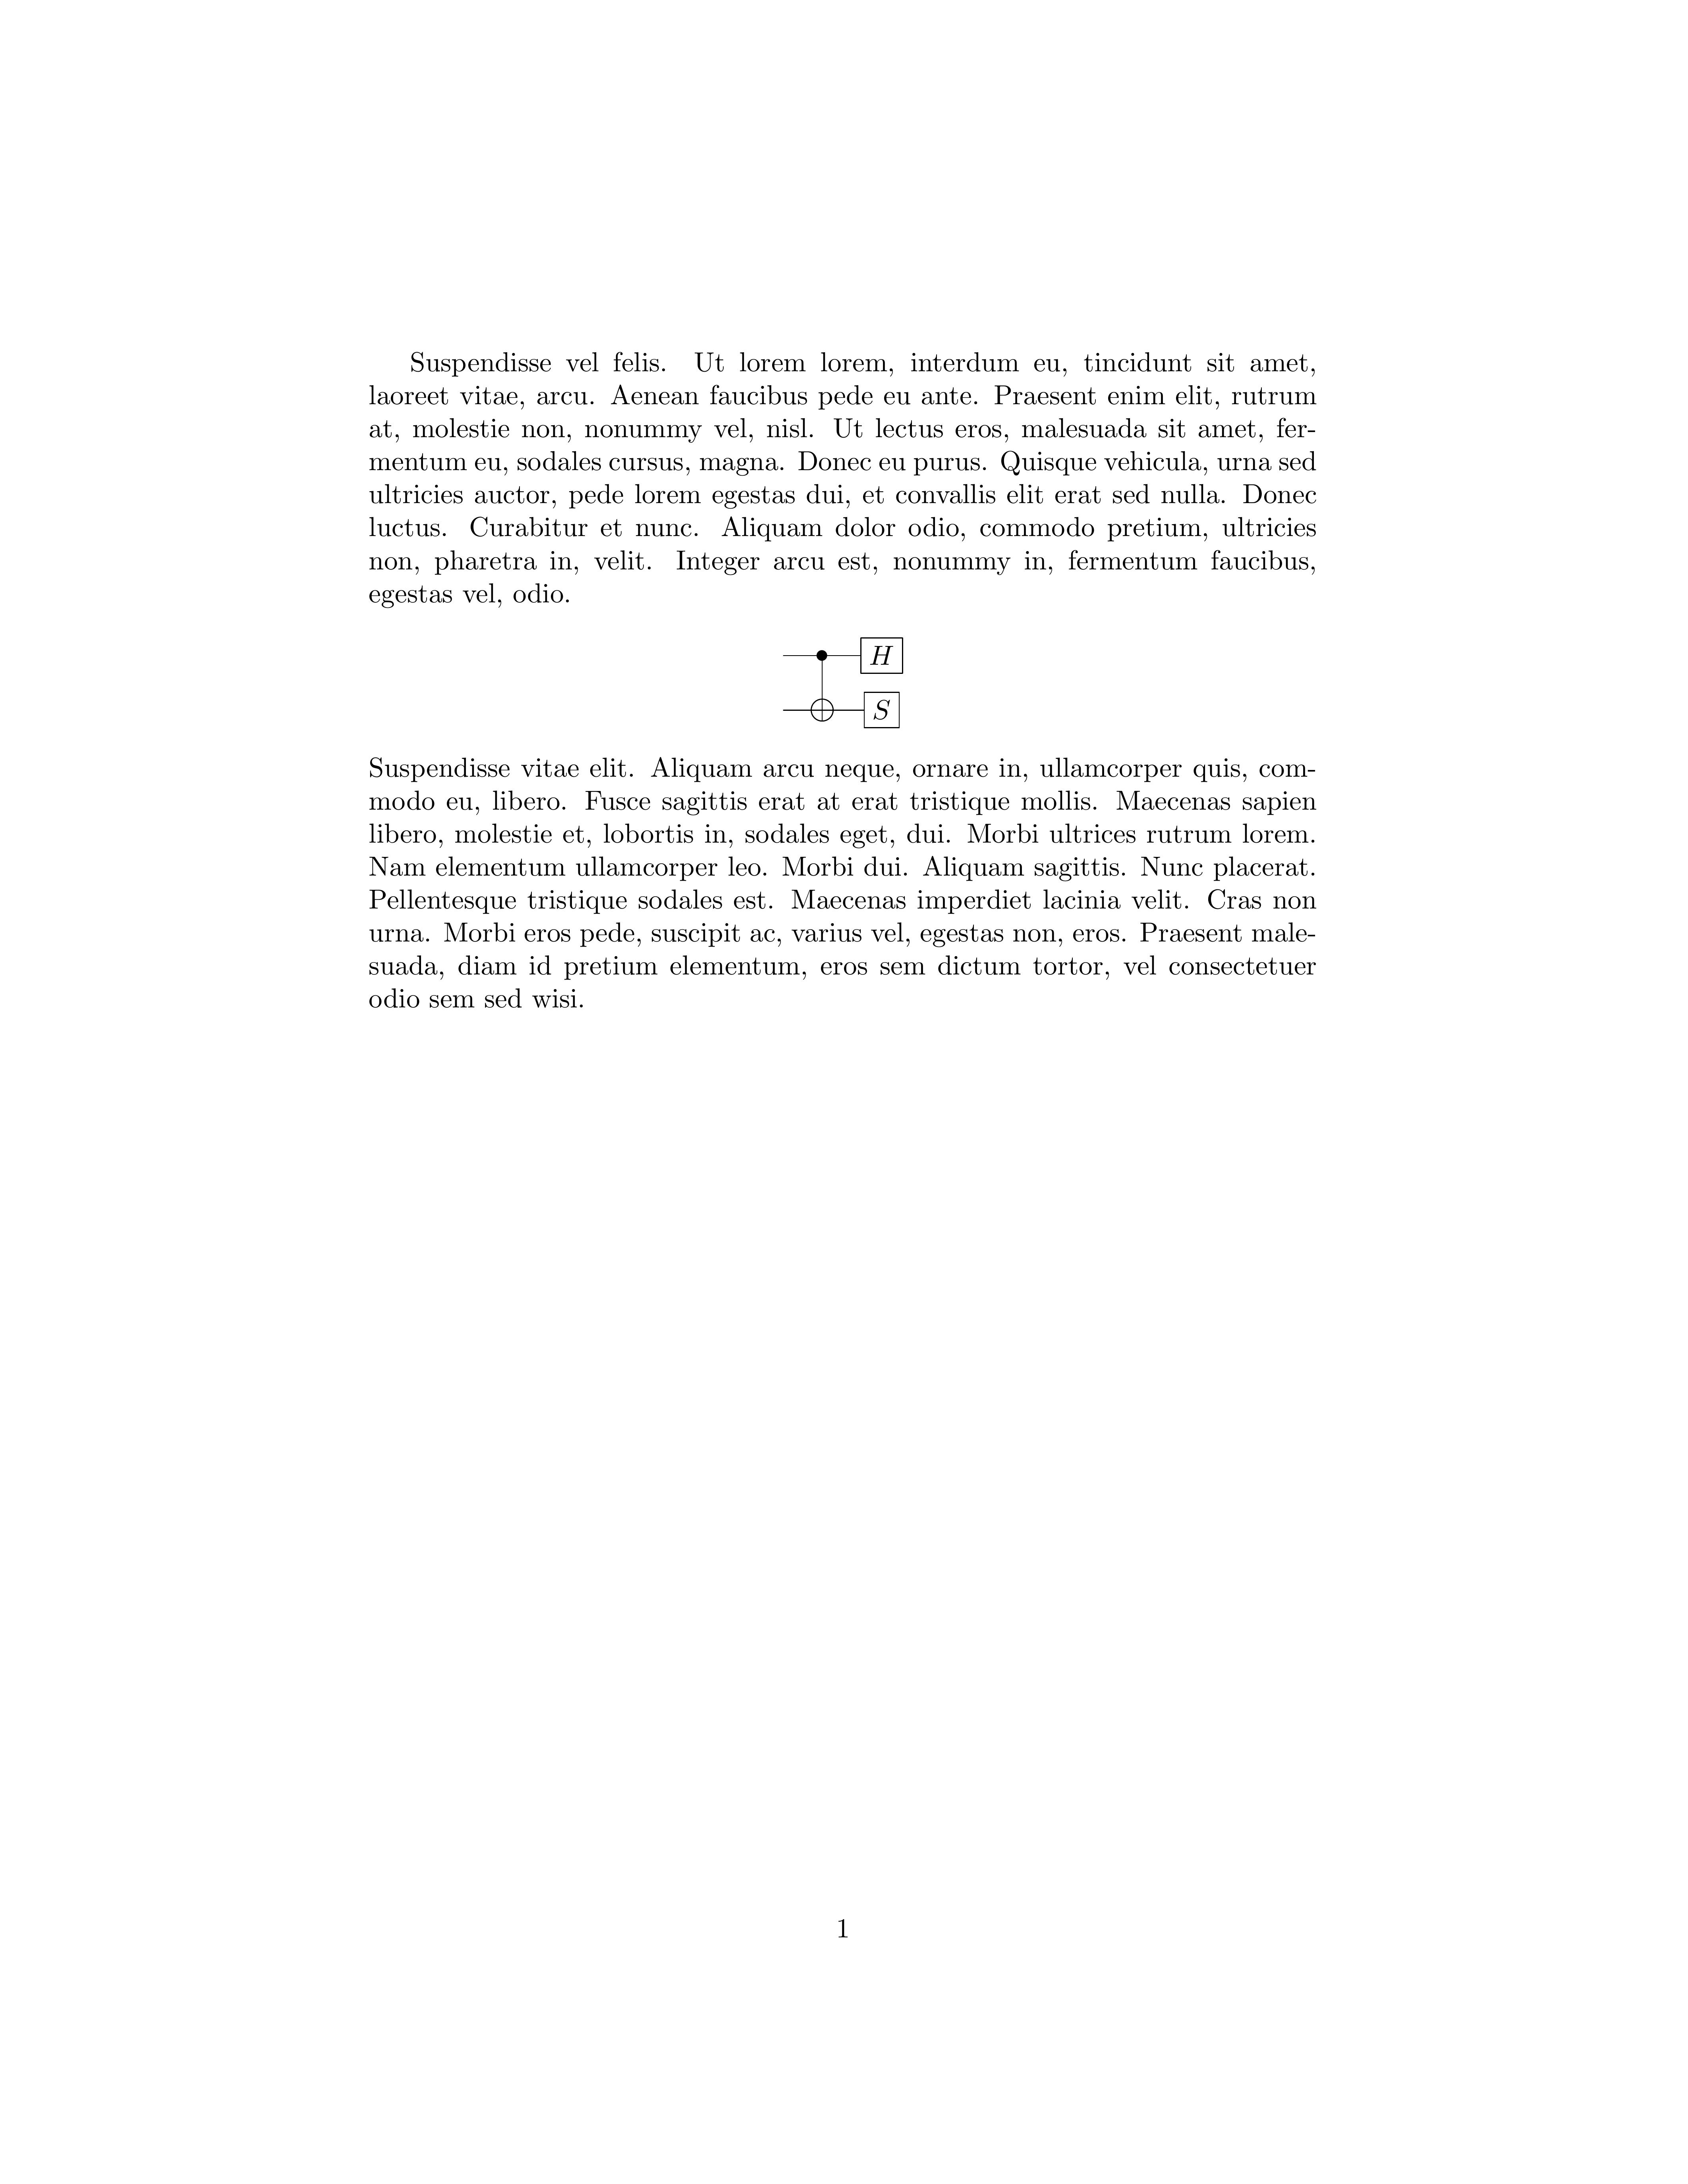 Suspendisse vel felis. Ut lorem lorem, interdum eu, tincidunt sit amet,
laoreet vitae, arcu. Aenean faucibus pede eu ante. Praesent enim elit, rutrum
at, molestie non, nonummy vel, nisl. Ut lectus eros, malesuada sit amet, fer-
mentum eu, sodales cursus, magna. Donec eu purus. Quisque vehicula, urna sed
ultricies auctor, pede lorem egestas dui, et convallis elit erat sed nulla. Donec
luctus. Curabitur et nunc. Aliquam dolor odio, commodo pretium, ultricies
non, pharetra in, velit. Integer arcu est, nonummy in, fermentum faucibus,
egestas vel, odio.
H
S
Suspendisse vitae elit. Aliquam arcu neque, ornare in, ullamcorper quis, com-
modo eu, libero. Fusce sagittis erat at erat tristique mollis. Maecenas sapien
libero, molestie et, lobortis in, sodales eget, dui. Morbi ultrices rutrum lorem.
Nam elementum ullamcorper leo. Morbi dui. Aliquam sagittis. Nunc placerat.
Pellentesque tristique sodales est. Maecenas imperdiet lacinia velit. Cras non
urna. Morbi eros pede, suscipit ac, varius vel, egestas non, eros. Praesent male-
suada, diam id pretium elementum, eros sem dictum tortor, vel consectetuer
odio sem sed wisi.
1